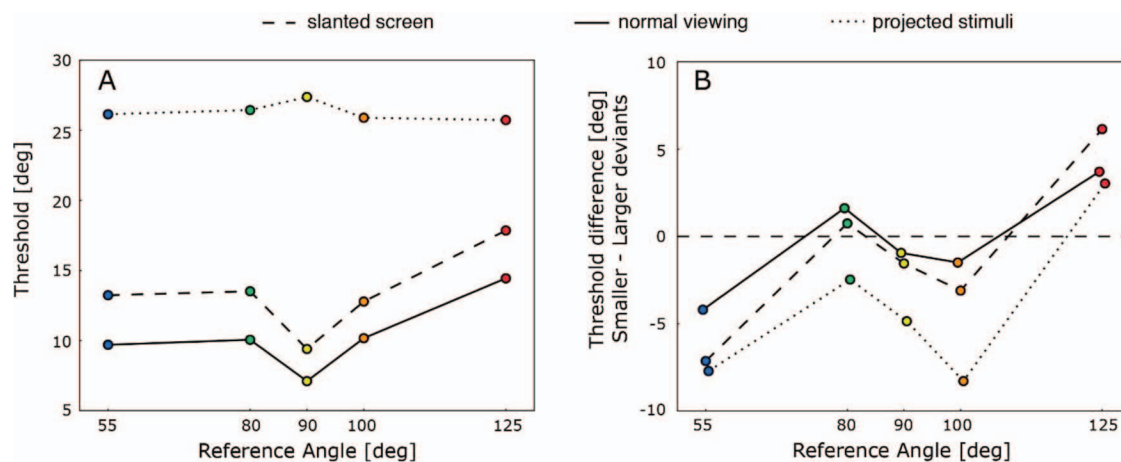 slanted screen normal viewing projected stimuli
A
30
25
20
15
10
5
Threshold [deg]
55 80 90 100 125
Reference Angle [deg]
B
10
5
0
-5
-10
Threshold difference [deg]
Smaller - Larger deviants
55 80 90 100 125
Reference Angle [deg]